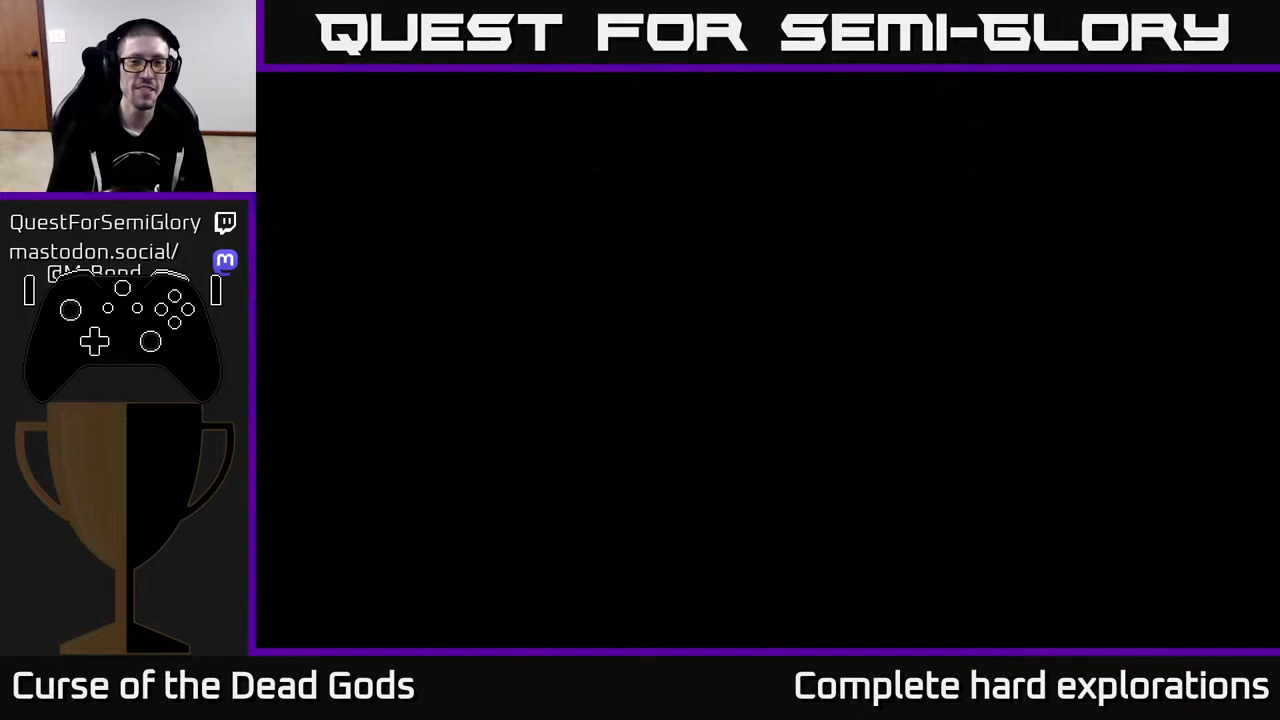 QUEST FOR SEMI-GLORY
QuestForSemiGlory
mastodon.social/
Curse of the Dead Gods
Complete hard explorations